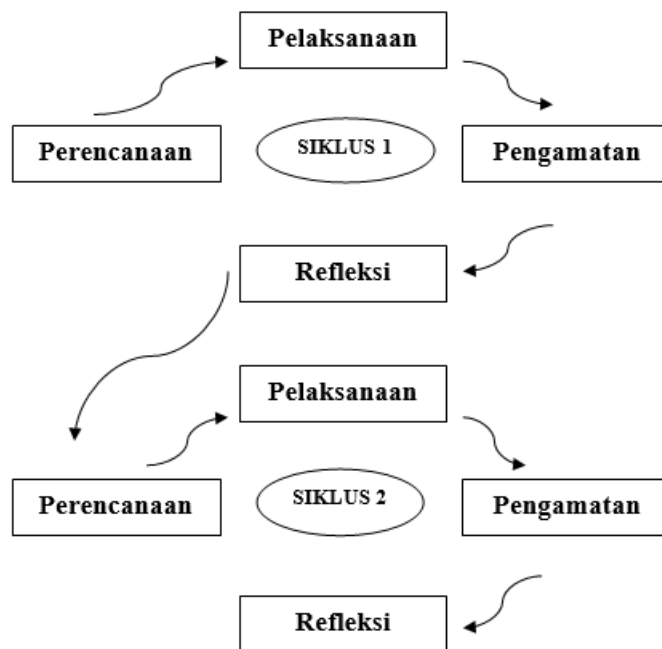 Pelaksanaan
Perencanaan
SIKLUS 1
Pengamatan
Refleksi
Pelaksanaan
Perencanaan
SIKLUS 2
Pengamatan
Refleksi